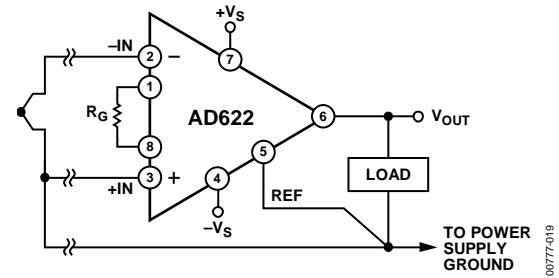 +VS
–IN
2
–
7
1
RG
AD622
6
VOUT
8
5
3
+
+IN
4
REF
LOAD
–VS
TO POWER
SUPPLY
GROUND
00777-019